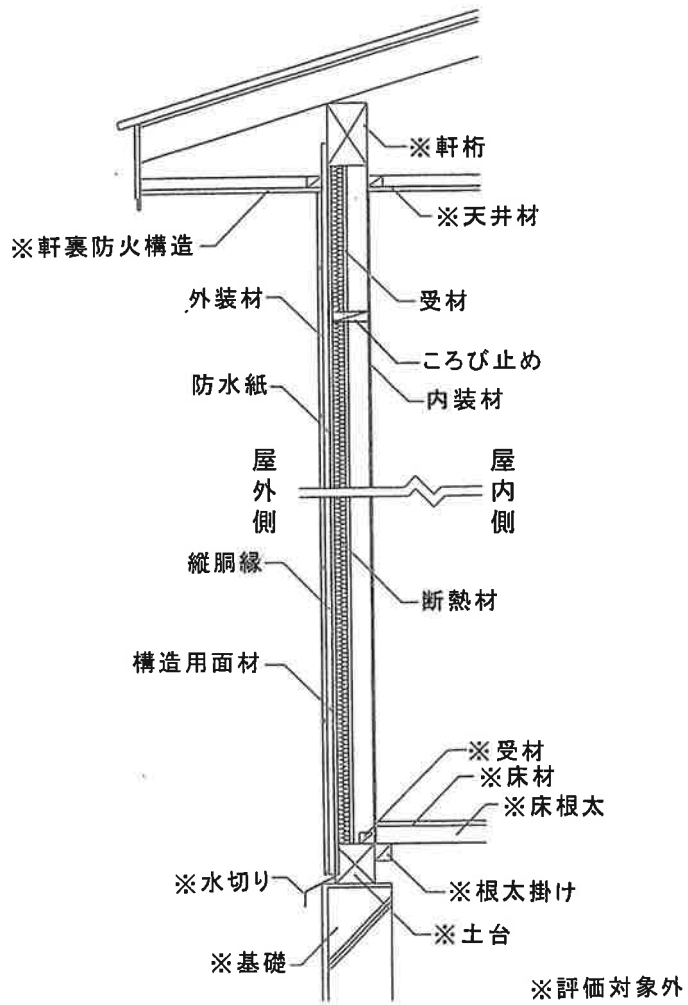 ※軒桁
※天井材
※軒裏防火構造
外装材
受材
ころび止め
防水紙
内装材
屋外側
屋内側
縦胴縁
断熱材
構造用面材
※受材
※床材
※床根太
※水切り
※根太掛け
※土台
※基礎
※評価対象外